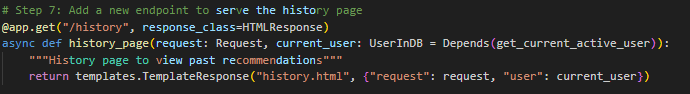 # Step 7: Add a new endpoint to serve the history page
@app.get("/history", response_class=HTMLResponse)
async def history_page(request: Request, current_user: UserInDB = Depends(get_current_active_user)):
    """History page to view past recommendations"""
    return templates.TemplateResponse("history.html", {"request": request, "user": current_user})